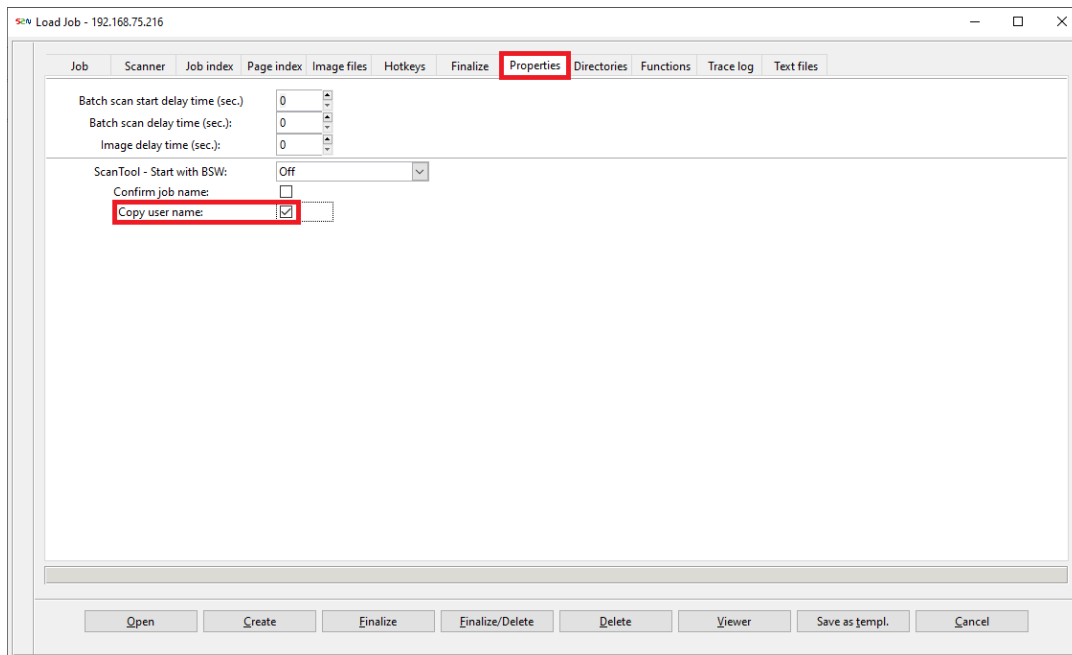 Load Job - 192.168.75.216
Job Scanner Job index Page index Image files Hotkeys Finalize Properties Directories Functions Trace log Text files
Batch scan start delay time (sec.) 0
Batch scan delay time (sec.): 0
Image delay time (sec.): 0
ScanTool - Start with BSW: Off
Confirm job name:
Copy user name:
Open Create Finalize Finalize/Delete Delete Viewer Save as templ. Cancel